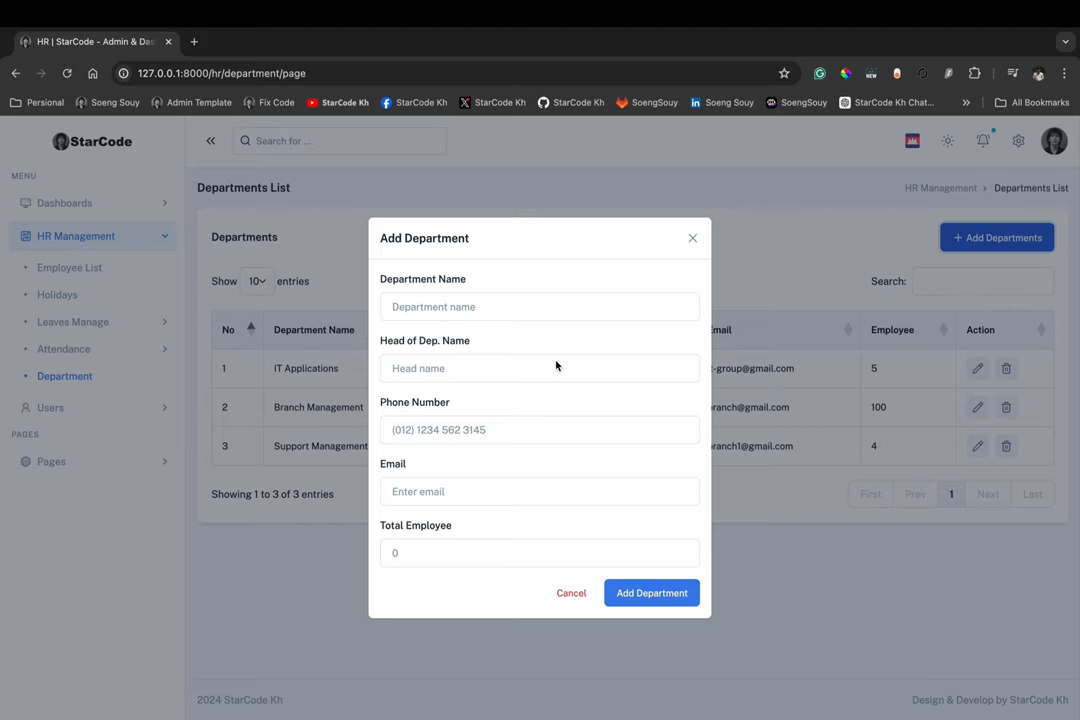 HR | StarCode - Admin & Das
127.0.0.1:8000/hr/department/page
Personal
Soeng Souy
Admin Template
Fix Code
StarCode Kh
StarCode Kh
StarCode Kh
StarCode Kh
SoengSouy
Soeng Souy
SoengSouy
StarCode Kh Chat...
All Bookmarks
StarCode
Search for ...
MENU
Dashboards
HR Management
Employee List
Holidays
Leaves Manage
Attendance
Department
Users
PAGES
Pages
Departments List
HR Management
Departments List
Departments
+ Add Departments
Show 10 entries
Search:
No
Department Name
Email
Employee
Action
1
IT Applications
t-group@gmail.com
5
2
Branch Management
branch@gmail.com
100
3
Support Management
branch1@gmail.com
4
Showing 1 to 3 of 3 entries
First
Prev
1
Next
Last
Add Department
Department Name
Department name
Head of Dep. Name
Head name
Phone Number
(012) 1234 562 3145
Email
Enter email
Total Employee
0
Cancel
Add Department
2024 StarCode Kh
Design & Develop by StarCode Kh